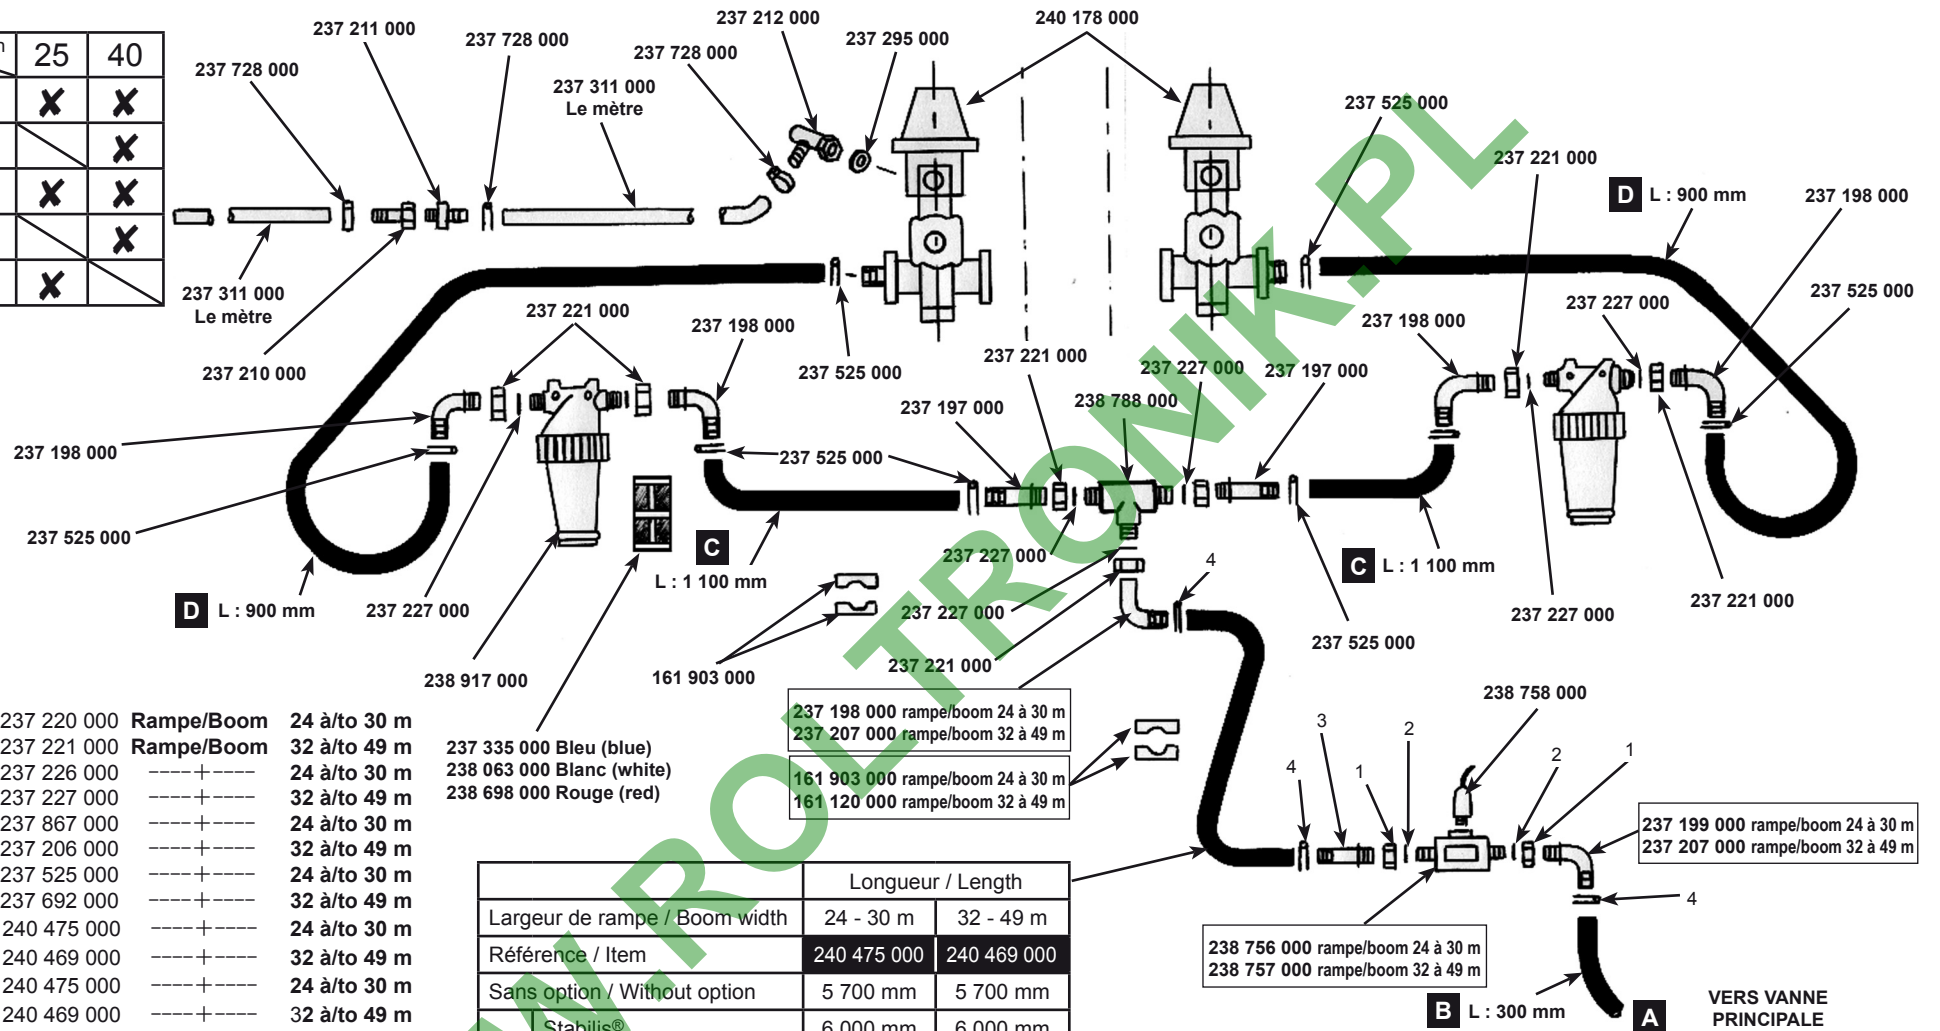 25 40
237 211 000
237 728 000
237 728 000
237 311 000
Le mètre
237 728 000
237 212 000
237 295 000
240 178 000
237 525 000
237 221 000
D L : 900 mm
237 198 000
237 311 000
Le mètre
237 210 000
237 221 000
237 198 000
237 525 000
237 221 000
237 227 000
237 197 000
237 198 000
237 227 000
237 525 000
237 198 000
237 525 000
237 197 000
238 788 000
237 525 000
D L : 900 mm
237 227 000
C
L : 1 100 mm
237 227 000
237 227 000
4
C L : 1 100 mm
237 525 000
237 227 000
237 221 000
238 917 000
161 903 000
237 221 000
237 335 000 Bleu (blue)
238 063 000 Blanc (white)
238 698 000 Rouge (red)
237 198 000 rampe/boom 24 à 30 m
237 207 000 rampe/boom 32 à 49 m
161 903 000 rampe/boom 24 à 30 m
161 120 000 rampe/boom 32 à 49 m
238 758 000
4
3
1
2
2
1
237 199 000 rampe/boom 24 à 30 m
237 207 000 rampe/boom 32 à 49 m
4
238 756 000 rampe/boom 24 à 30 m
238 757 000 rampe/boom 32 à 49 m
B L : 300 mm
A
VERS VANNE
PRINCIPALE
237 220 000 Rampe/Boom 24 à/to 30 m
237 221 000 Rampe/Boom 32 à/to 49 m
237 226 000 ----+---- 24 à/to 30 m
237 227 000 ----+---- 32 à/to 49 m
237 867 000 ----+---- 24 à/to 30 m
237 206 000 ----+---- 32 à/to 49 m
237 525 000 ----+---- 24 à/to 30 m
237 692 000 ----+---- 32 à/to 49 m
240 475 000 ----+---- 24 à/to 30 m
240 469 000 ----+---- 32 à/to 49 m
240 475 000 ----+---- 24 à/to 30 m
240 469 000 ----+---- 32 à/to 49 m
Longueur / Length
Largeur de rampe / Boom width 24 - 30 m 32 - 49 m
Référence / Item 240 475 000 240 469 000
Sans option / Without option 5 700 mm 5 700 mm
Stabilis® 6 000 mm 6 000 mm
W.ROLTRONIK.PL